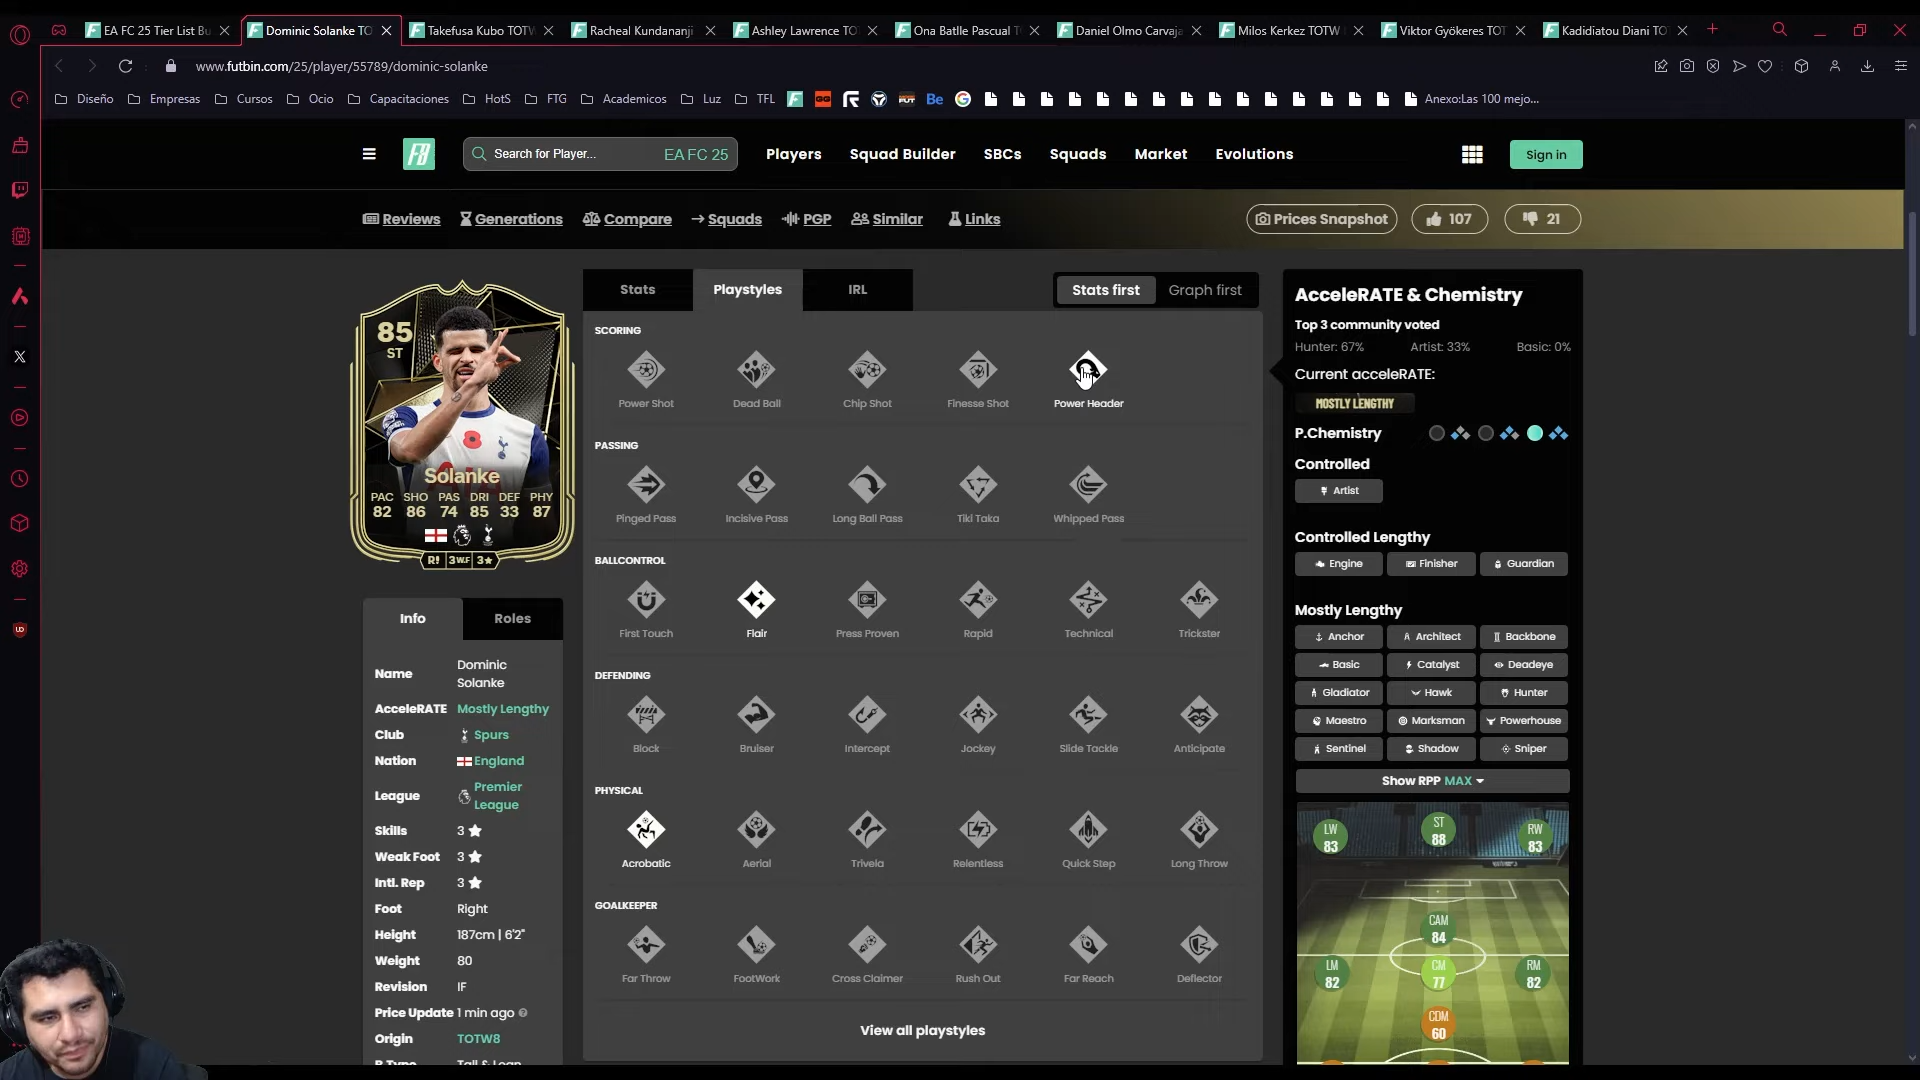 EA FC 25 Tier List Bu
Dominic Solanke TO
Takefusa Kubo TOTW
Racheal Kundananji
Ashley Lawrence TO
Ona Batlle Pascual T
Daniel Olmo Carvaja
Milos Kerkez TOTW
Viktor Gyökeres TOT
Kadidiatou Diani TO
www.futbin.com/25/player/55789/dominic-solanke
Diseño Empresas Cursos Ocio Capacitaciones HotS FTG Academicos Luz TFL Be Anexo:Las 100 mejo...
FB Search for Player... EA FC 25 Players Squad Builder SBCs Squads Market Evolutions Sign in
Reviews Generations Compare Squads PGP Similar Links Prices Snapshot 107 21
85
ST
Solanke
PAC SHO PAS DRI DEF PHY
82 86 74 85 33 87
R! 3W.F 3★
Info Roles
Name Dominic Solanke
AcceleRATE Mostly Lengthy
Club Spurs
Nation England
League Premier League
Skills 3
Weak Foot 3
Intl. Rep 3
Foot Right
Height 187cm | 6'2"
Weight 80
Revision IF
Price Update 1 min ago
Origin TOTW8
B.Type Tall & Lean
Stats Playstyles IRL Stats first Graph first
SCORING
Power Shot Dead Ball Chip Shot Finesse Shot Power Header
PASSING
Pinged Pass Incisive Pass Long Ball Pass Tiki Taka Whipped Pass
BALLCONTROL
First Touch Flair Press Proven Rapid Technical Trickster
DEFENDING
Block Bruiser Intercept Jockey Slide Tackle Anticipate
PHYSICAL
Acrobatic Aerial Trivela Relentless Quick Step Long Throw
GOALKEEPER
Far Throw FootWork Cross Claimer Rush Out Far Reach Deflector
View all playstyles
AcceleRATE & Chemistry
Top 3 community voted
Hunter: 67% Artist: 33% Basic: 0%
Current acceleRATE:
MOSTLY LENGTHY
P.Chemistry
Controlled
Artist
Controlled Lengthy
Engine Finisher Guardian
Mostly Lengthy
Anchor Architect Backbone
Basic Catalyst Deadeye
Gladiator Hawk Hunter
Maestro Marksman Powerhouse
Sentinel Shadow Sniper
Show RPP MAX
LW 83
ST 88
RW 83
CAM 84
LM 82
CM 77
RM 82
CDM 60